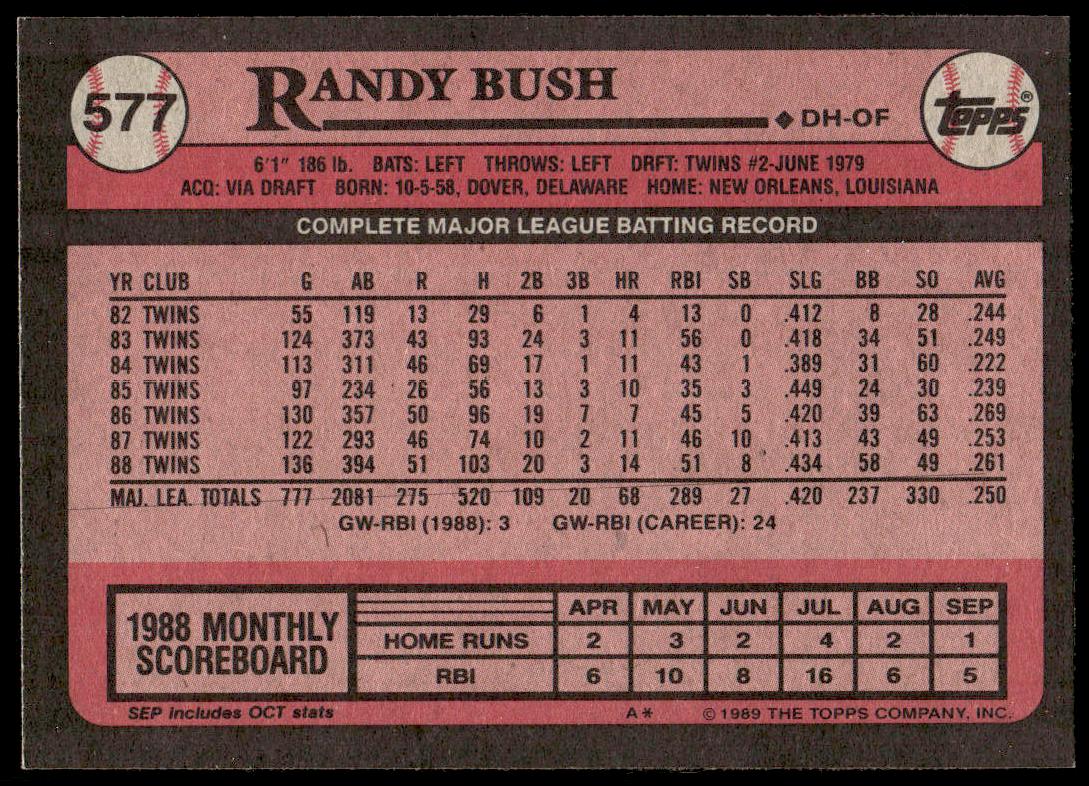 577
RANDY BUSH
DH-OF
TOPPS®
6'1" 186 lb. BATS: LEFT THROWS: LEFT DRFT: TWINS #2-JUNE 1979
ACQ: VIA DRAFT BORN: 10-5-58, DOVER, DELAWARE HOME: NEW ORLEANS, LOUISIANA
COMPLETE MAJOR LEAGUE BATTING RECORD
YR CLUB G AB R H 2B 3B HR RBI SB SLG BB SO AVG
82 TWINS 55 119 13 29 6 1 4 13 0 .412 8 28 .244
83 TWINS 124 373 43 93 24 3 11 56 0 .418 34 51 .249
84 TWINS 113 311 46 69 17 1 11 43 1 .389 31 60 .222
85 TWINS 97 234 26 56 13 3 10 35 3 .449 24 30 .239
86 TWINS 130 357 50 96 19 7 7 45 5 .420 39 63 .269
87 TWINS 122 293 46 74 10 2 11 46 10 .413 43 49 .253
88 TWINS 136 394 51 103 20 3 14 51 8 .434 58 49 .261
MAJ. LEA. TOTALS 777 2081 275 520 109 20 68 289 27 .420 237 330 .250
GW-RBI (1988): 3 GW-RBI (CAREER): 24
1988 MONTHLY SCOREBOARD
APR MAY JUN JUL AUG SEP
HOME RUNS 2 3 2 4 2 1
RBI 6 10 8 16 6 5
SEP includes OCT stats A* © 1989 THE TOPPS COMPANY, INC.